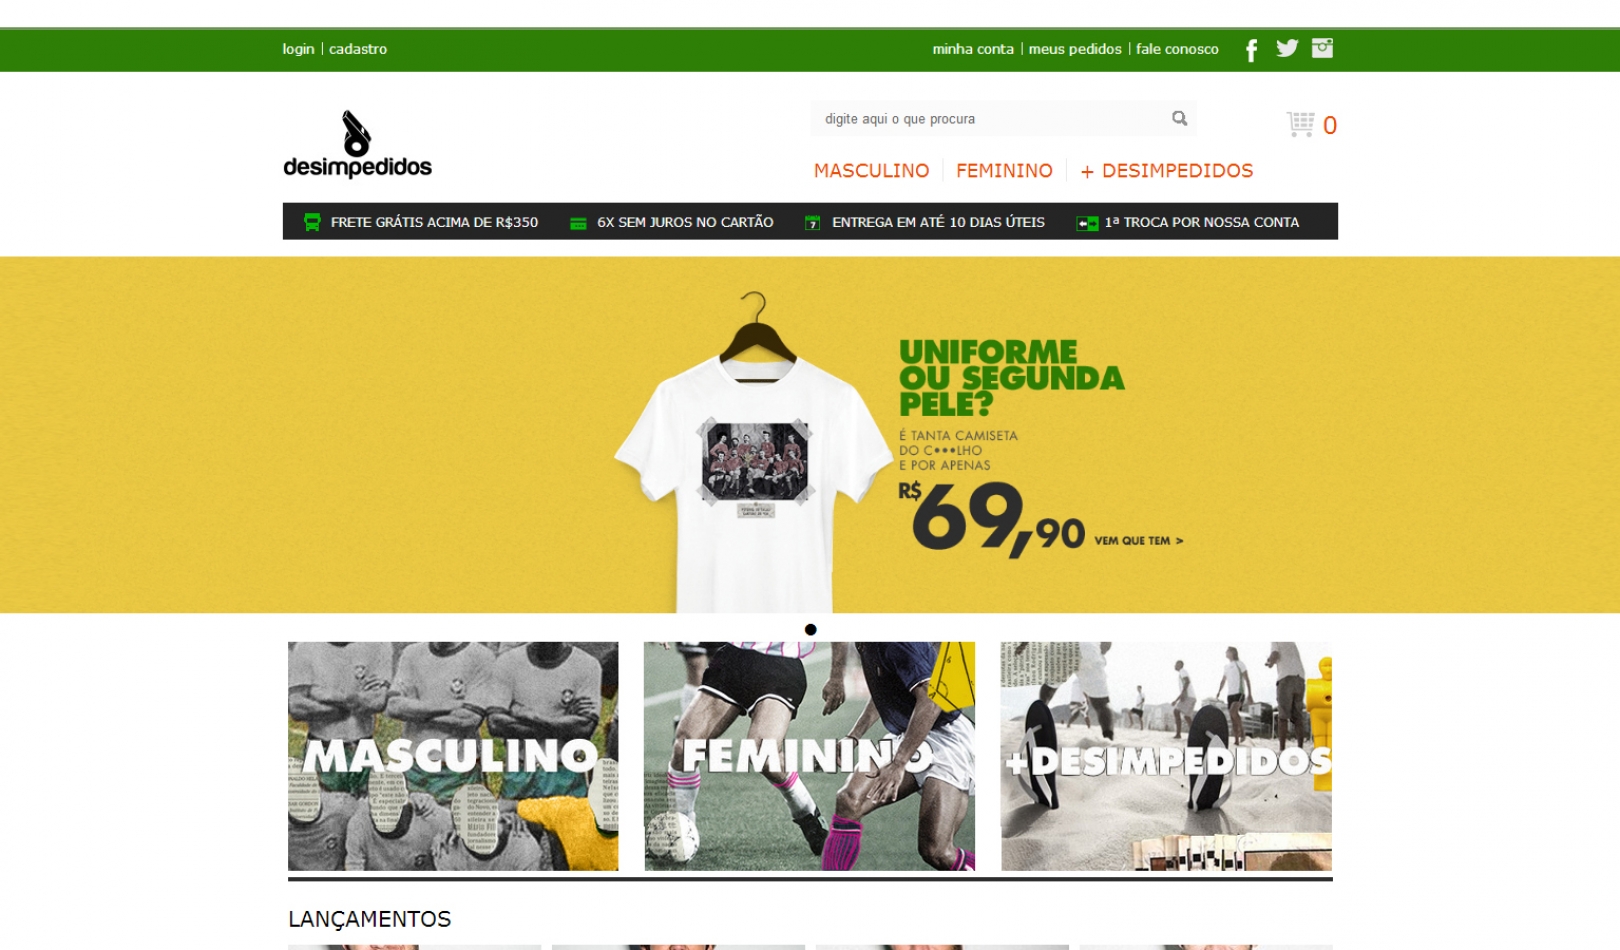 login | cadastro
minha conta | meus pedidos | fale conosco
desimpedidos
digite aqui o que procura
0
MASCULINO
FEMININO
+ DESIMPEDIDOS
FRETE GRÁTIS ACIMA DE R$350
6X SEM JUROS NO CARTÃO
7
ENTREGA EM ATÉ 10 DIAS ÚTEIS
1ª TROCA POR NOSSA CONTA
UNIFORME
OU SEGUNDA
PELE?
É TANTA CAMISETA
DO C•••LHO
E POR APENAS
R$69,90
VEM QUE TEM >
MASCULINO
FEMININO
+DESIMPEDIDOS
LANÇAMENTOS